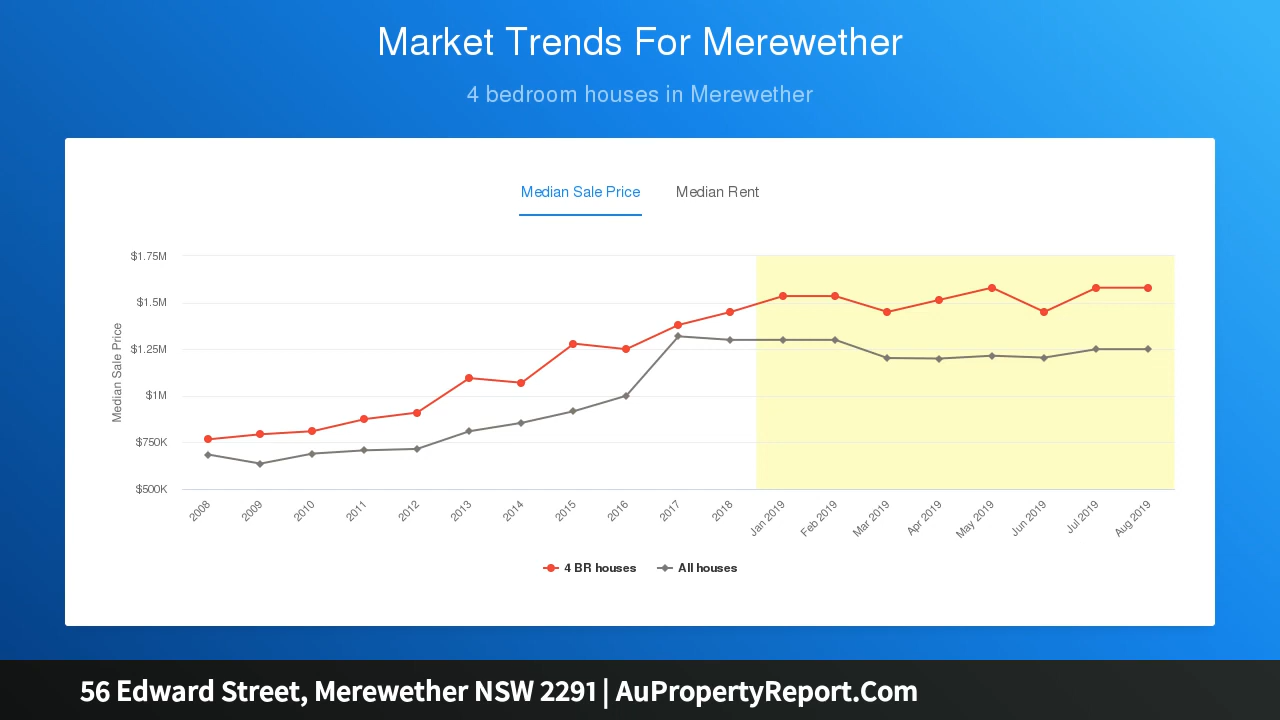 Market Trends For Merewether
4 bedroom houses in Merewether
Median Sale Price Median Rent
Median Sale Price
$1.75M
$1.5M
$1.25M
$1M
$750K
$500K
2008 2009 2010 2011 2012 2013 2014 2015 2016 2017 2018 Jan 2019 Feb 2019 Mar 2019 Apr 2019 May 2019 Jun 2019 Jul 2019 Aug 2019
4 BR houses All houses
56 Edward Street, Merewether NSW 2291 | AuPropertyReport.Com